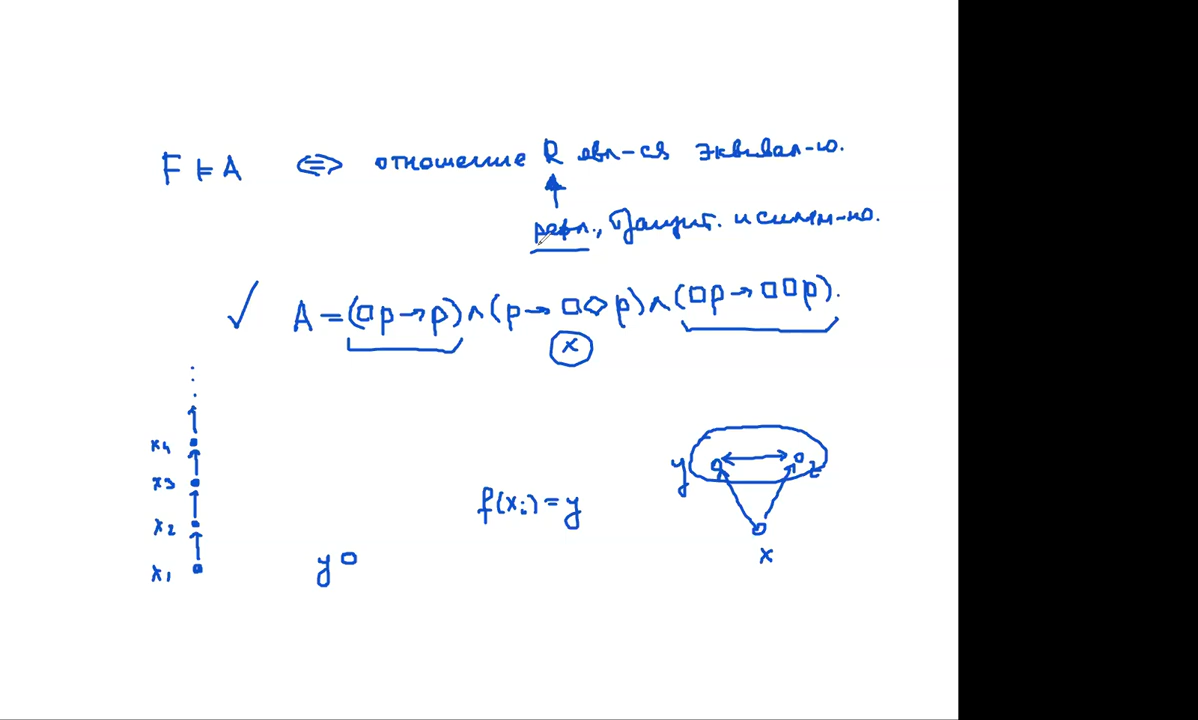 F ⊨ A ⇔ отношение R явл-ся эквивал-ю.
рефл., транзит. и симм-но.
✓ A = (□p → p) ∧ (p → □◇p) ∧ (□p → □□p).
x
x4
x3
x2
x1
f(xᵢ) = y
y
y z
x